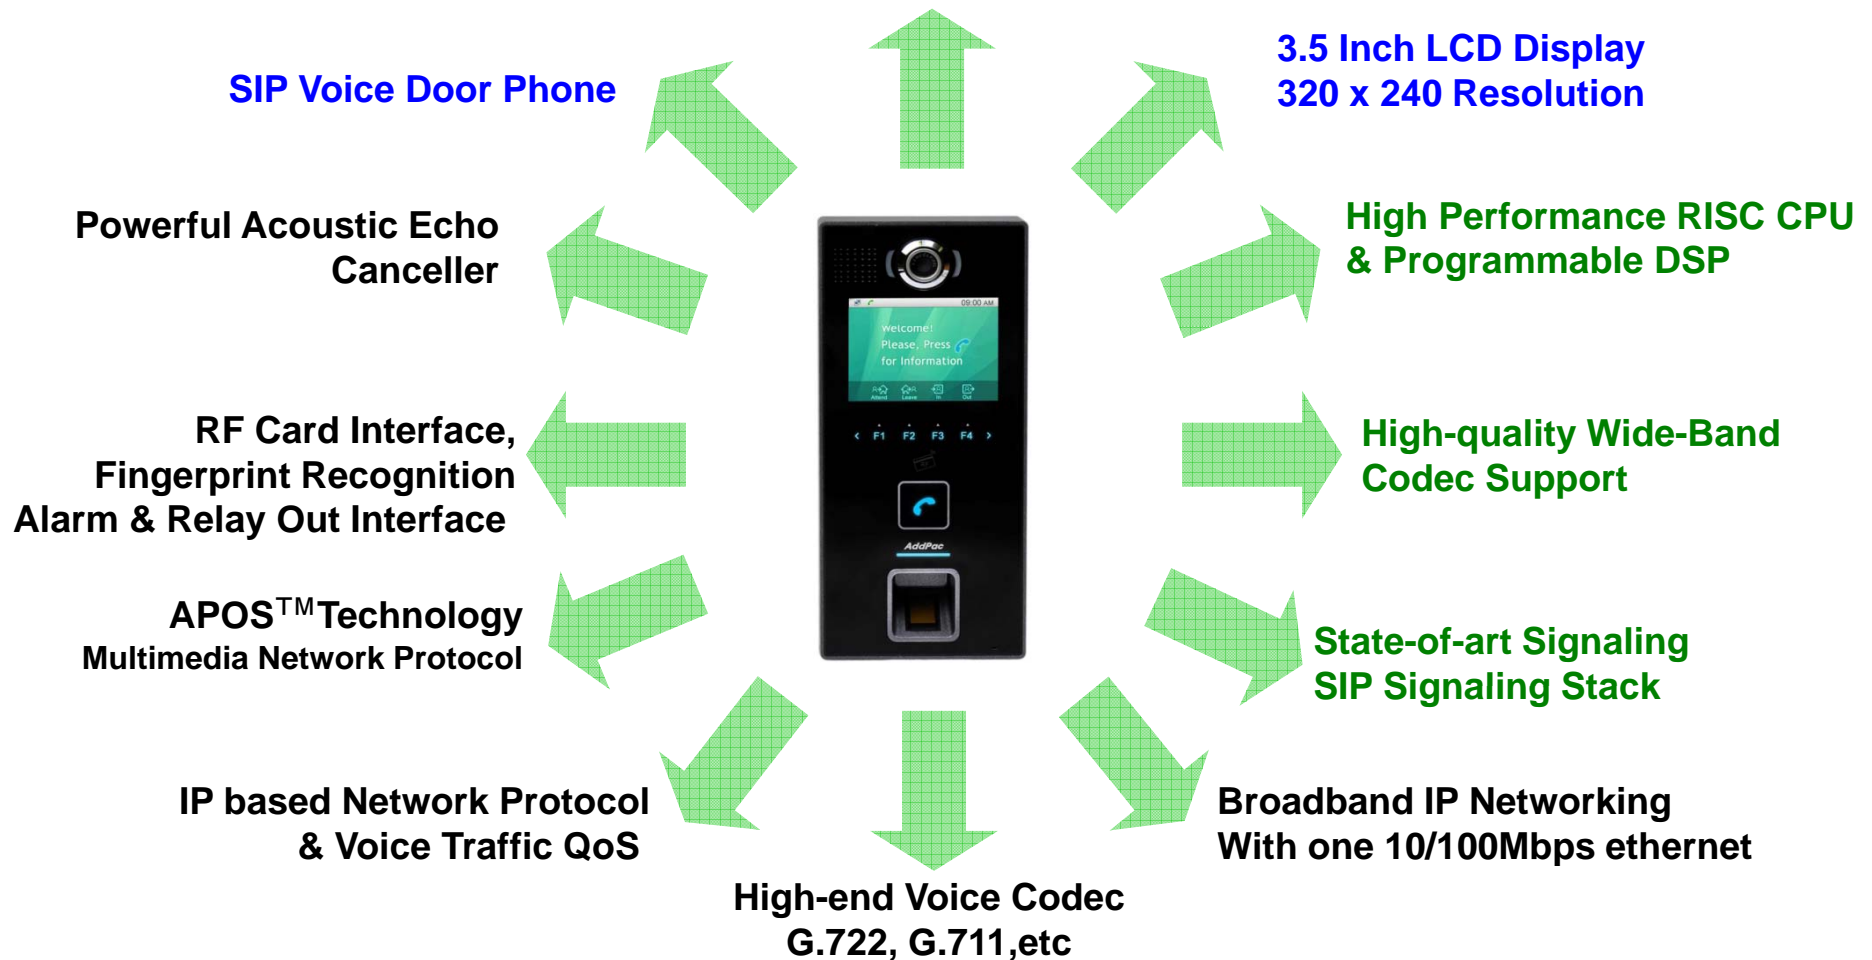 SIP Voice Door Phone
3.5 Inch LCD Display
320 x 240 Resolution
Powerful Acoustic Echo
Canceller
High Performance RISC CPU
& Programmable DSP
09:00 AM
Welcome!
Please, Press
for Information
Attend Leave In Out
< F1 F2 F3 F4 >
RF Card Interface,
Fingerprint Recognition
Alarm & Relay Out Interface
High-quality Wide-Band
Codec Support
AddPac
APOS™Technology
Multimedia Network Protocol
State-of-art Signaling
SIP Signaling Stack
IP based Network Protocol
& Voice Traffic QoS
Broadband IP Networking
With one 10/100Mbps ethernet
High-end Voice Codec
G.722, G.711,etc